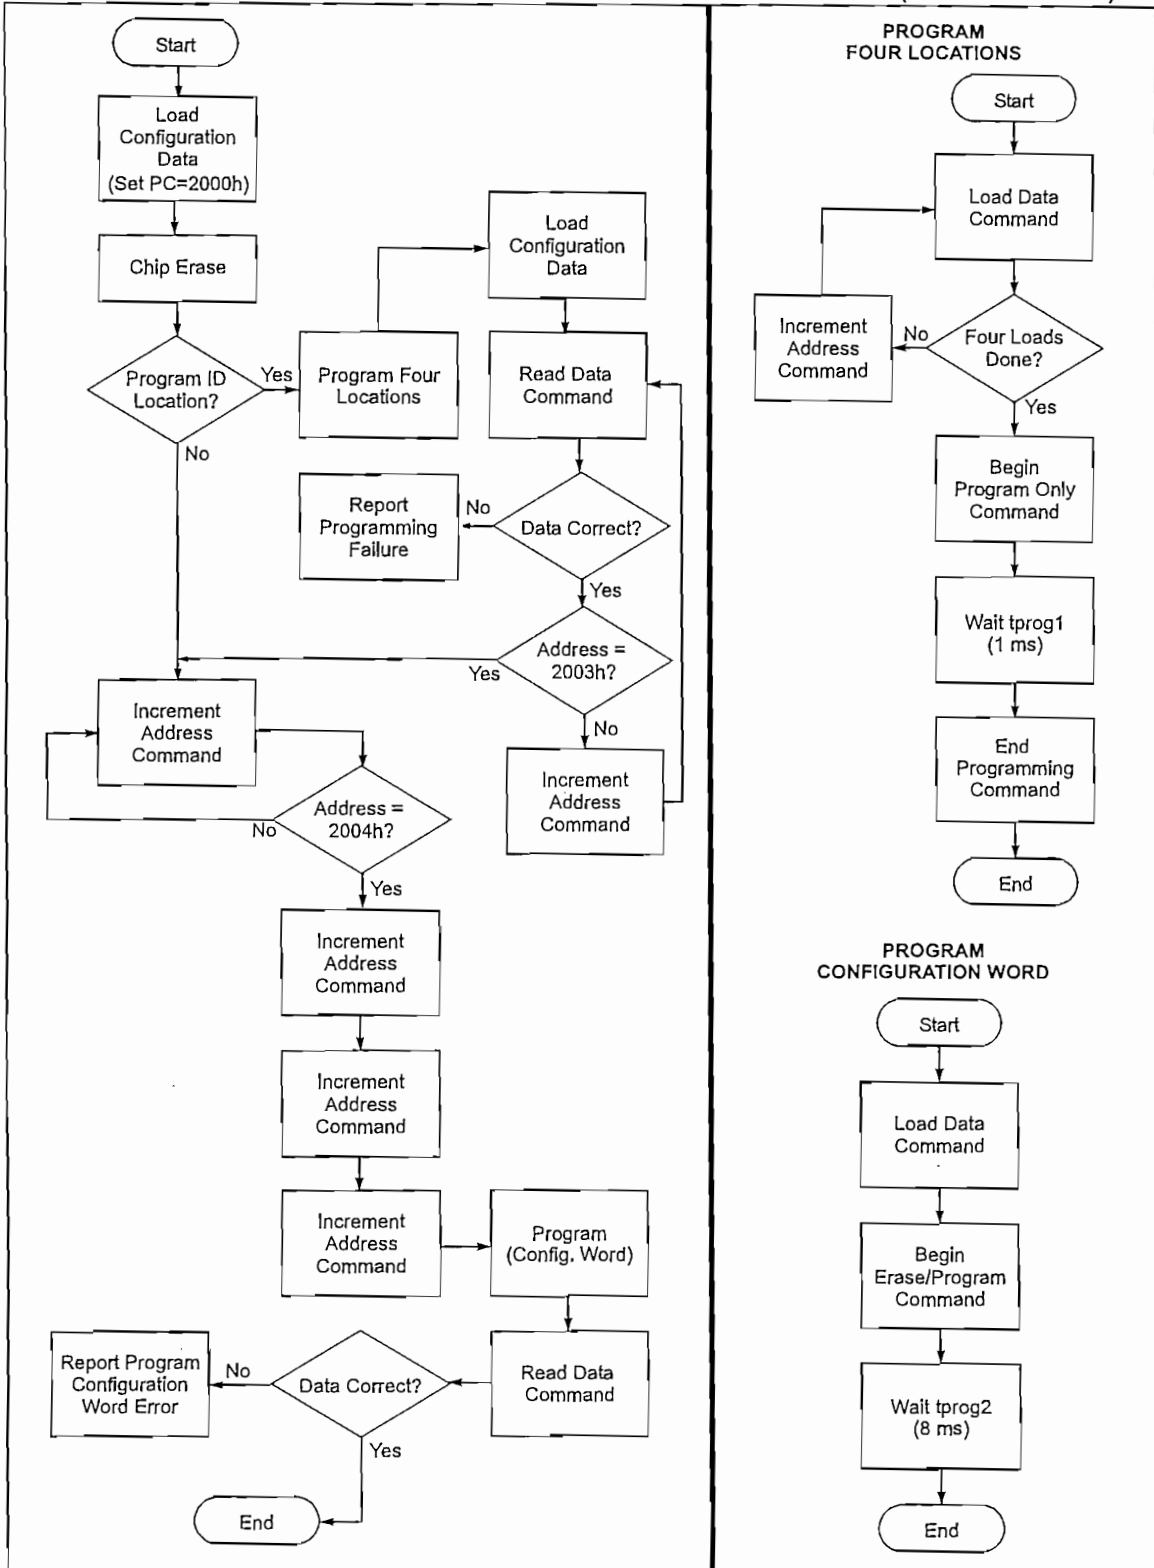 Start
Load
Configuration
Data
(Set PC=2000h)
Chip Erase
Program ID
Location?
Yes
No
Program Four
Locations
Load
Configuration
Data
Read Data
Command
Data Correct?
No
Report
Programming
Failure
Yes
Address =
2003h?
Yes
No
Increment
Address
Command
Increment
Address
Command
Address =
2004h?
No
Yes
Increment
Address
Command
Increment
Address
Command
Increment
Address
Command
Program
(Config. Word)
Read Data
Command
Data Correct?
No
Report Program
Configuration
Word Error
Yes
End
PROGRAM
FOUR LOCATIONS
Start
Load Data
Command
Four Loads
Done?
No
Increment
Address
Command
Yes
Begin
Program Only
Command
Wait tprog1
(1 ms)
End
Programming
Command
End
PROGRAM
CONFIGURATION WORD
Start
Load Data
Command
Begin
Erase/Program
Command
Wait tprog2
(8 ms)
End